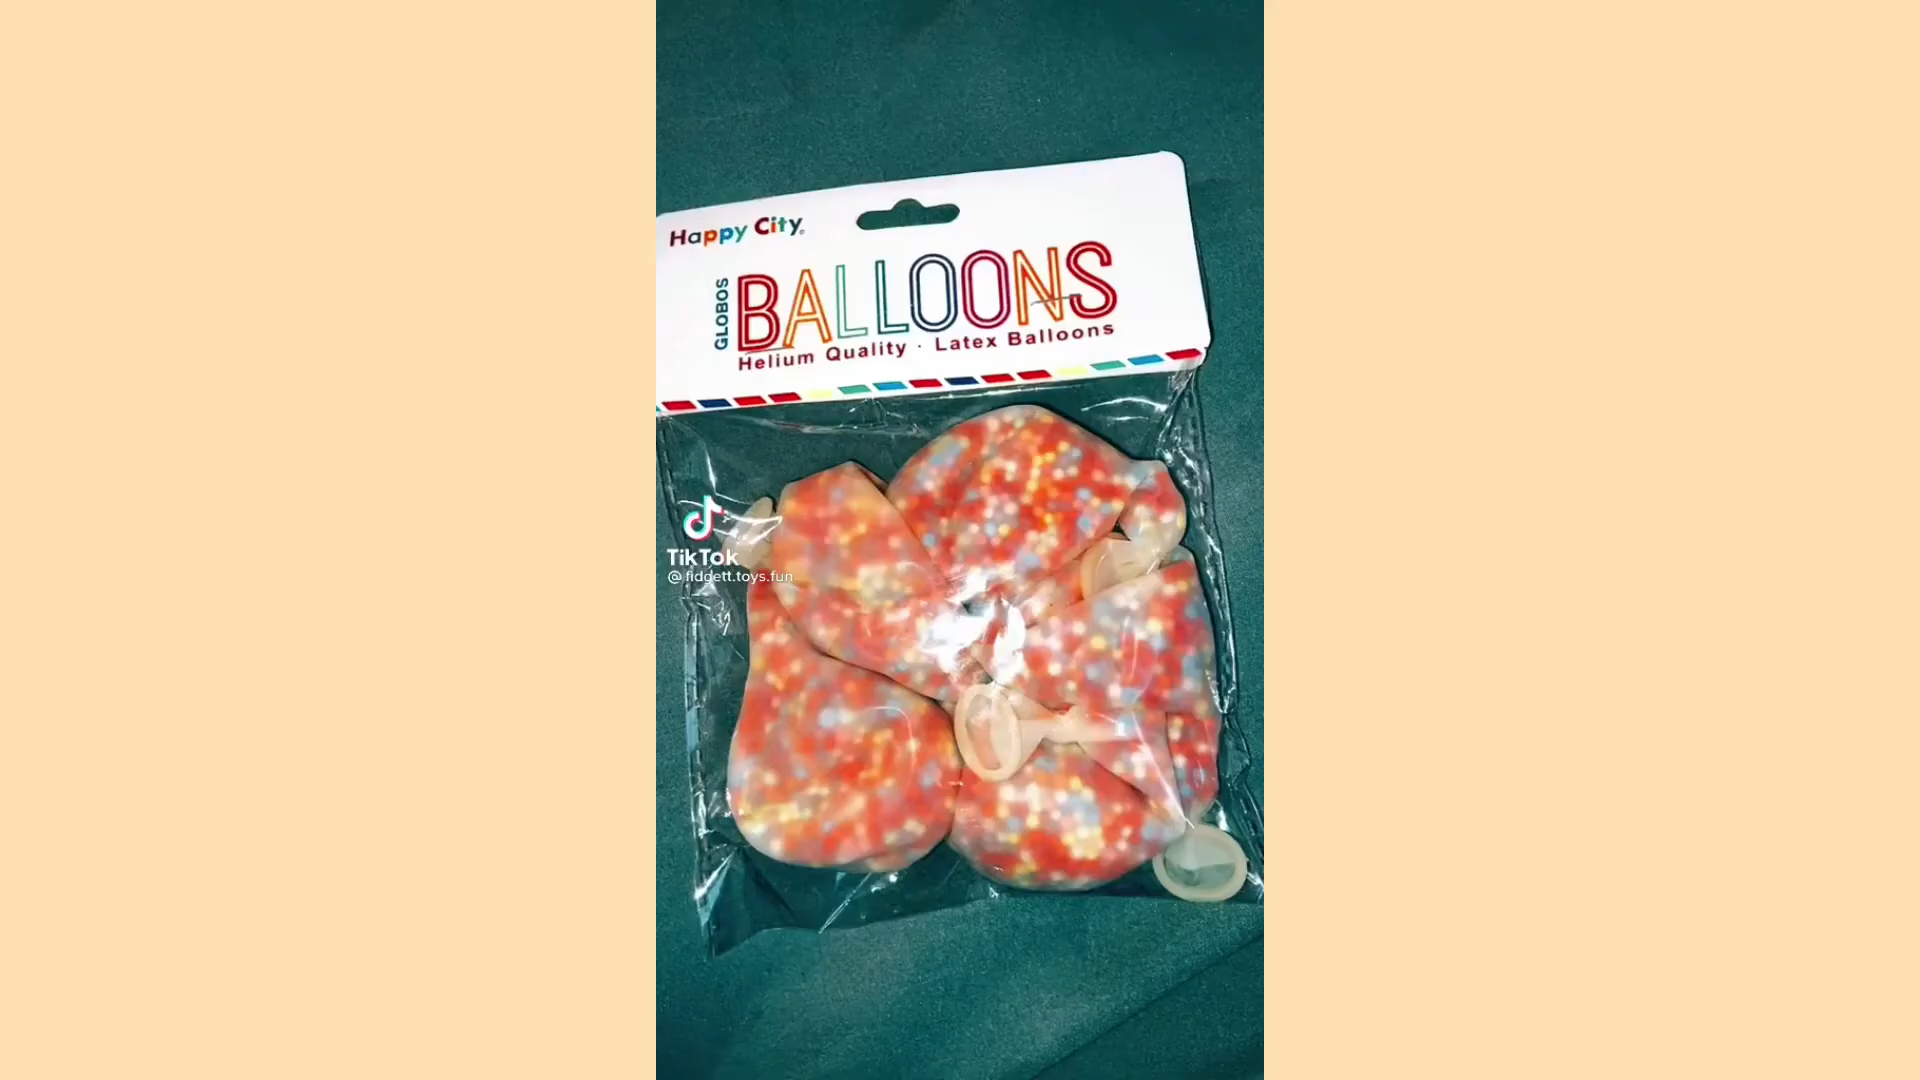 Happy City
GLOBOS
BALLOONS
Helium Quality · Latex Balloons
TikTok
@ fidgett.toys.fun